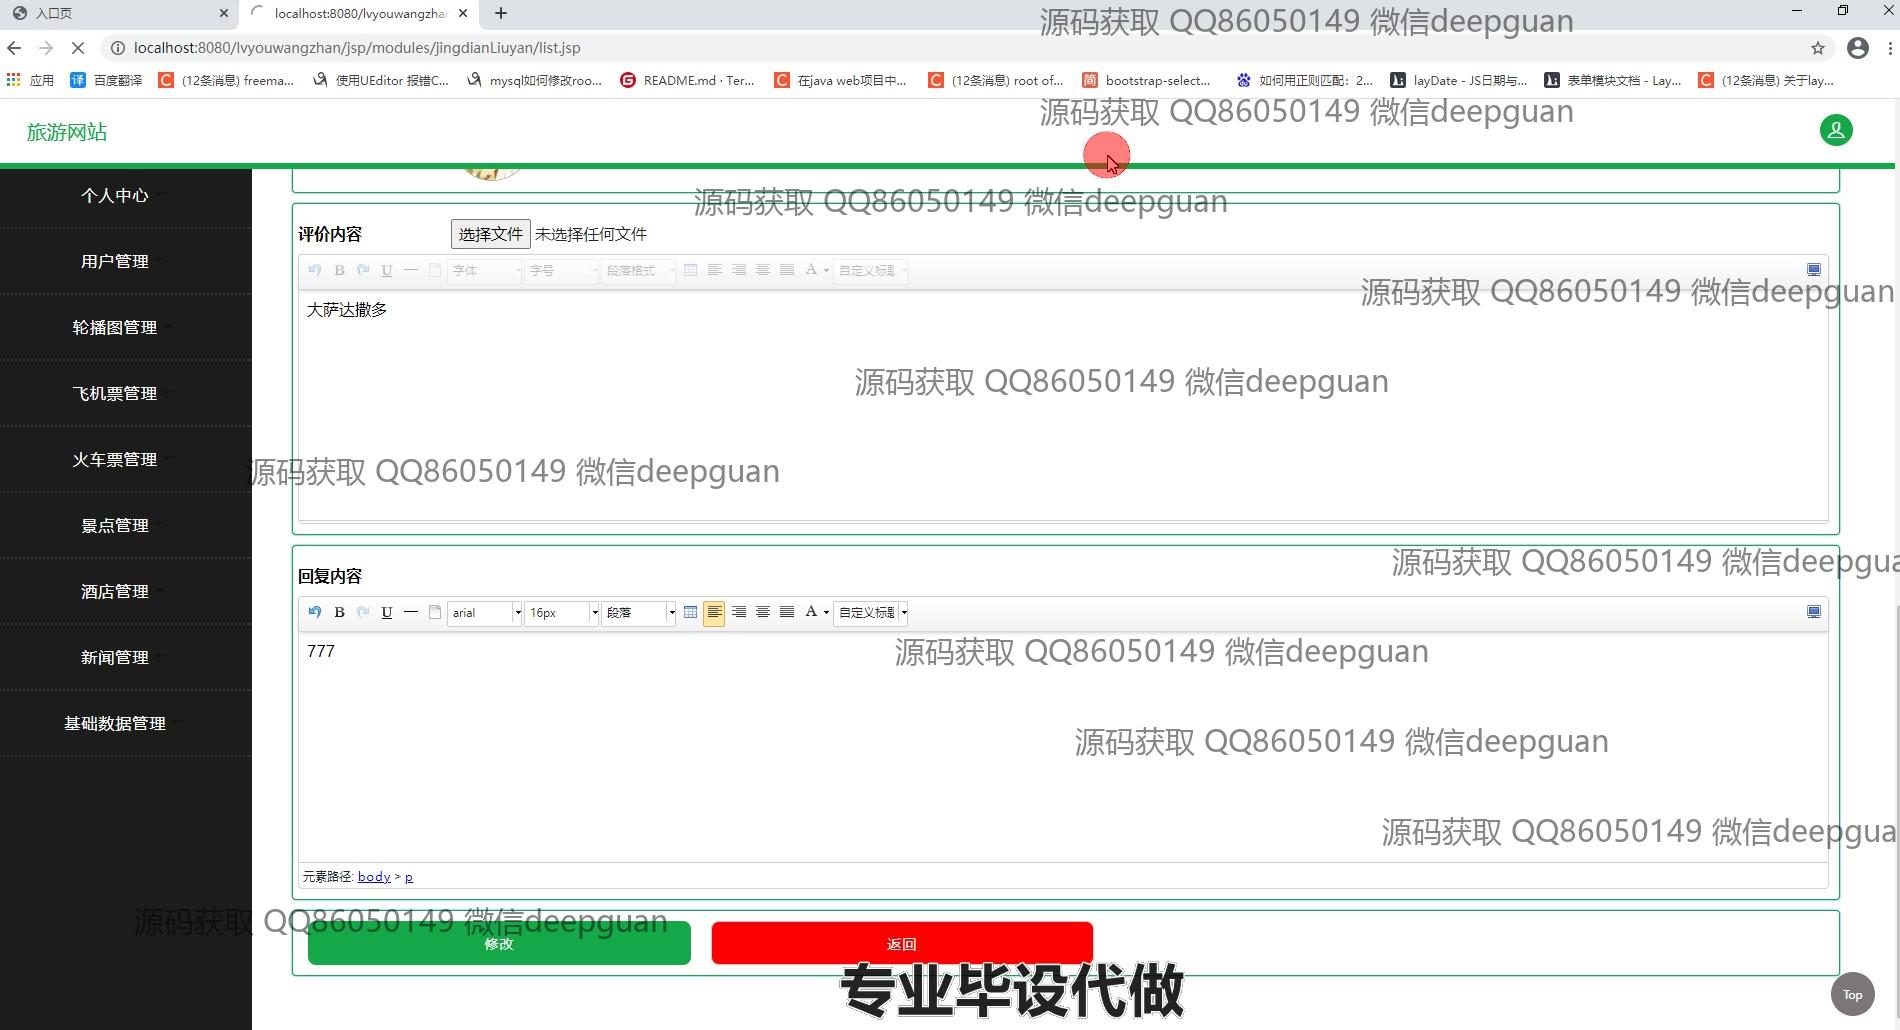 入口页
localhost:8080/lvyouwangzhan
源码获取 QQ86050149 微信deepguan
localhost:8080/lvyouwangzhan/jsp/modules/jingdianLiuyan/list.jsp
应用
百度翻译
(12条消息) freema...
使用UEditor 报错C...
mysql如何修改roo...
README.md · Ter...
在java web项目中...
(12条消息) root of...
bootstrap-select...
如何用正则匹配：2...
layDate - JS日期与...
表单模块文档 - Lay...
(12条消息) 关于lay...
源码获取 QQ86050149 微信deepguan
旅游网站
个人中心
源码获取 QQ86050149 微信deepguan
评价内容
选择文件 未选择任何文件
用户管理
B U 字体 字号 段落格式 A 自定义标题
源码获取 QQ86050149 微信deepguan
大萨达撒多
轮播图管理
源码获取 QQ86050149 微信deepguan
飞机票管理
火车票管理
源码获取 QQ86050149 微信deepguan
景点管理
源码获取 QQ86050149 微信deepgua
回复内容
酒店管理
B U arial 16px 段落 A 自定义标题
777
源码获取 QQ86050149 微信deepguan
新闻管理
基础数据管理
源码获取 QQ86050149 微信deepguan
源码获取 QQ86050149 微信deepgua
元素路径: body > p
源码获取 QQ86050149 微信deepguan
修改
返回
专业毕设代做
Top